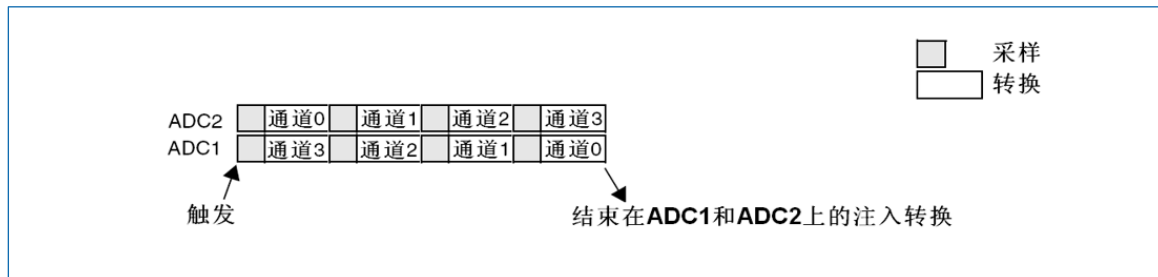 采样
转换
ADC2 通道0 通道1 通道2 通道3
ADC1 通道3 通道2 通道1 通道0
触发 结束在ADC1和ADC2上的注入转换